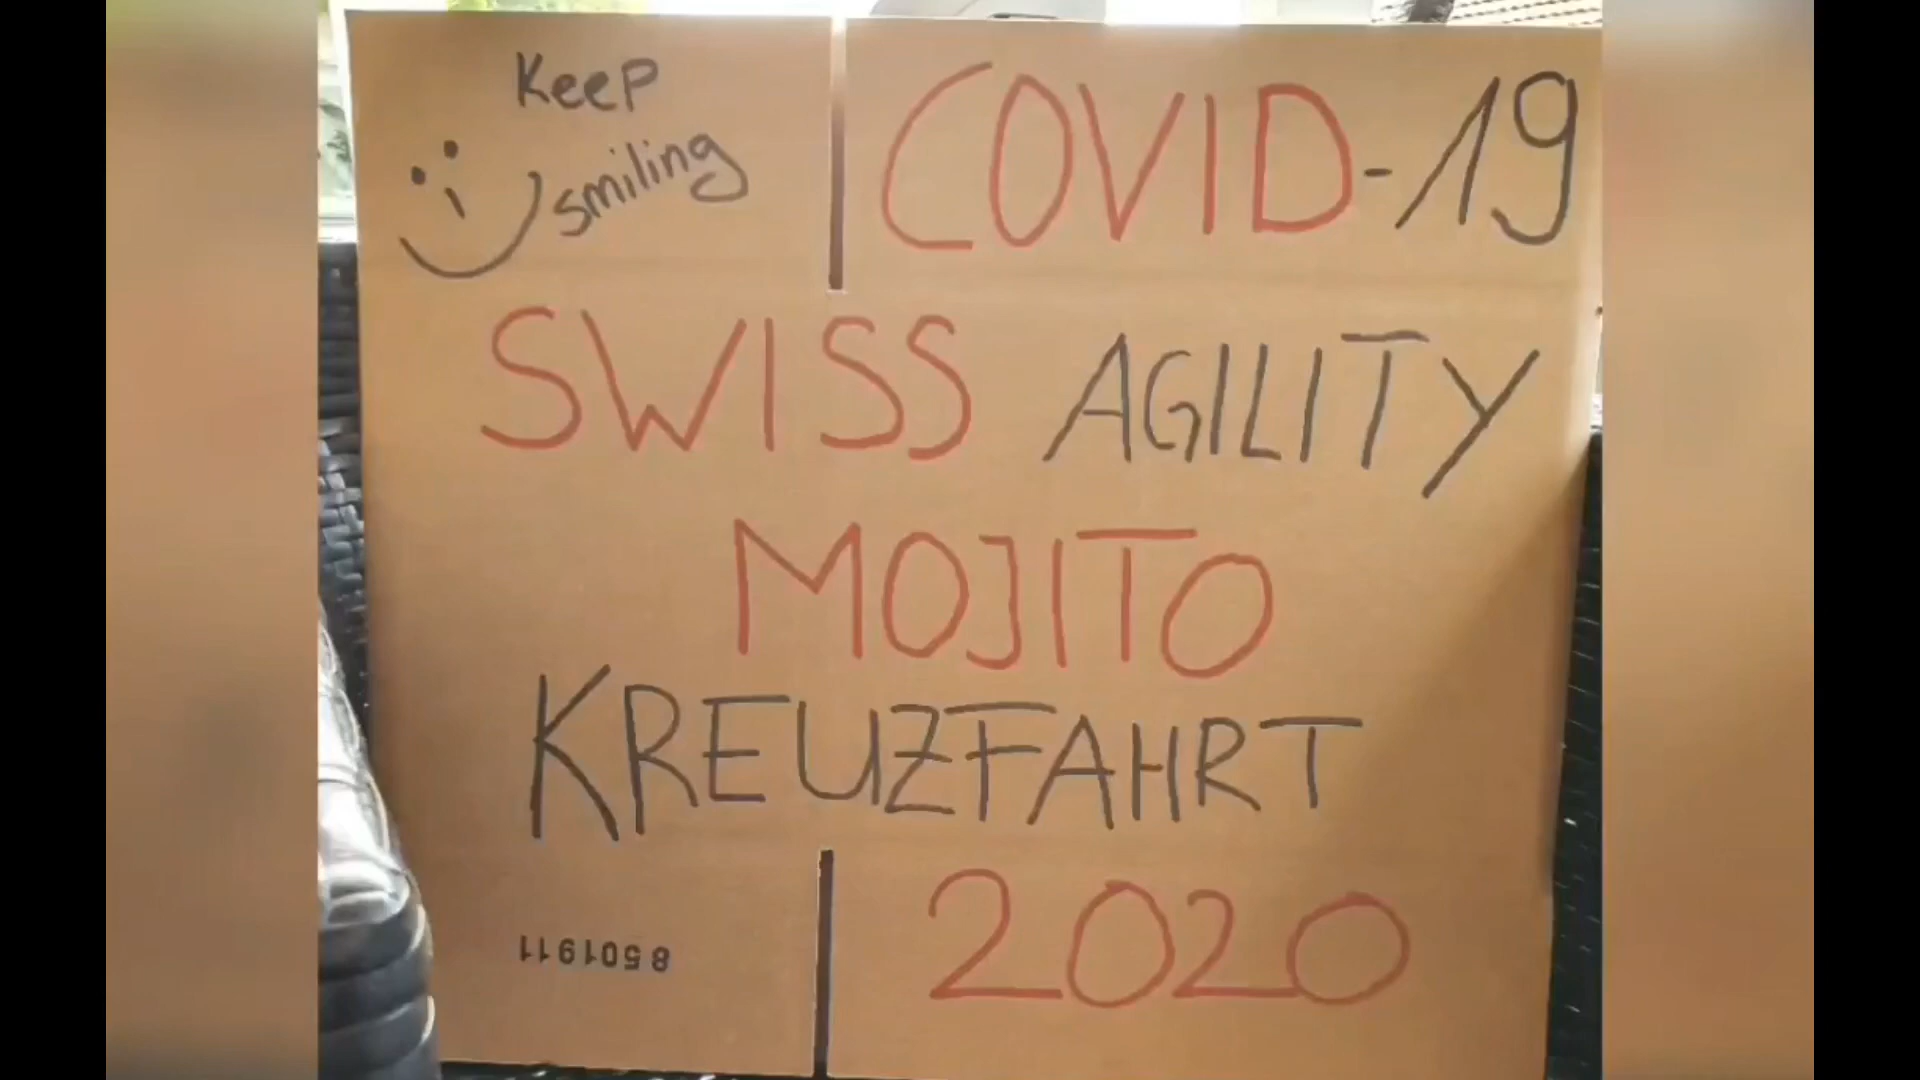 Keep
smiling
COVID-19
SWISS AGILITY
MOJITO
KREUZFAHRT
2020
8501911